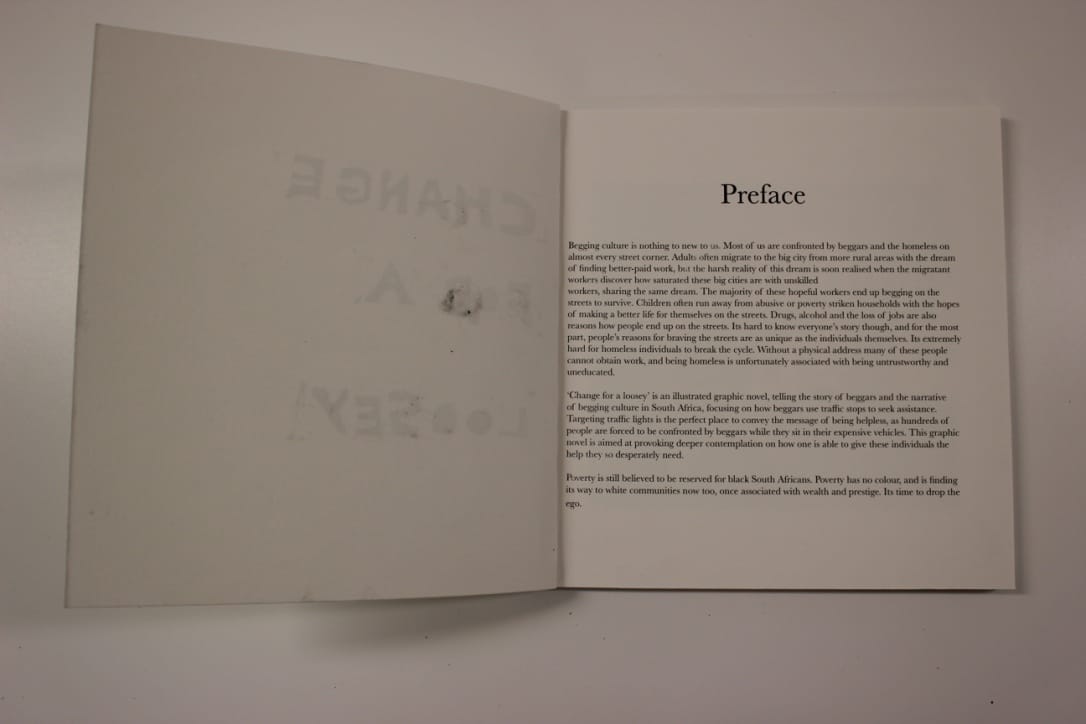 CHANGE
FOR A
LOOSEY!
Preface
Begging culture is nothing to new to us. Most of us are confronted by beggars and the homeless on
almost every street corner. Adults often migrate to the big city from more rural areas with the dream
of finding better-paid work, but the harsh reality of this dream is soon realised when the migratant
workers discover how saturated these big cities are with unskilled
workers, sharing the same dream. The majority of these hopeful workers end up begging on the
streets to survive. Children often run away from abusive or poverty striken households with the hopes
of making a better life for themselves on the streets. Drugs, alcohol and the loss of jobs are also
reasons how people end up on the streets. Its hard to know everyone's story though, and for the most
part, people's reasons for braving the streets are as unique as the individuals themselves. Its extremely
hard for homeless individuals to break the cycle. Without a physical address many of these people
cannot obtain work, and being homeless is unfortunately associated with being untrustworthy and
uneducated.
'Change for a loosey' is an illustrated graphic novel, telling the story of beggars and the narrative
of begging culture in South Africa, focusing on how beggars use traffic stops to seek assistance.
Targeting traffic lights is the perfect place to convey the message of being helpless, as hundreds of
people are forced to be confronted by beggars while they sit in their expensive vehicles. This graphic
novel is aimed at provoking deeper contemplation on how one is able to give these individuals the
help they so desperately need.
Poverty is still believed to be reserved for black South Africans. Poverty has no colour, and is finding
its way to white communities now too, once associated with wealth and prestige. Its time to drop the
ego.